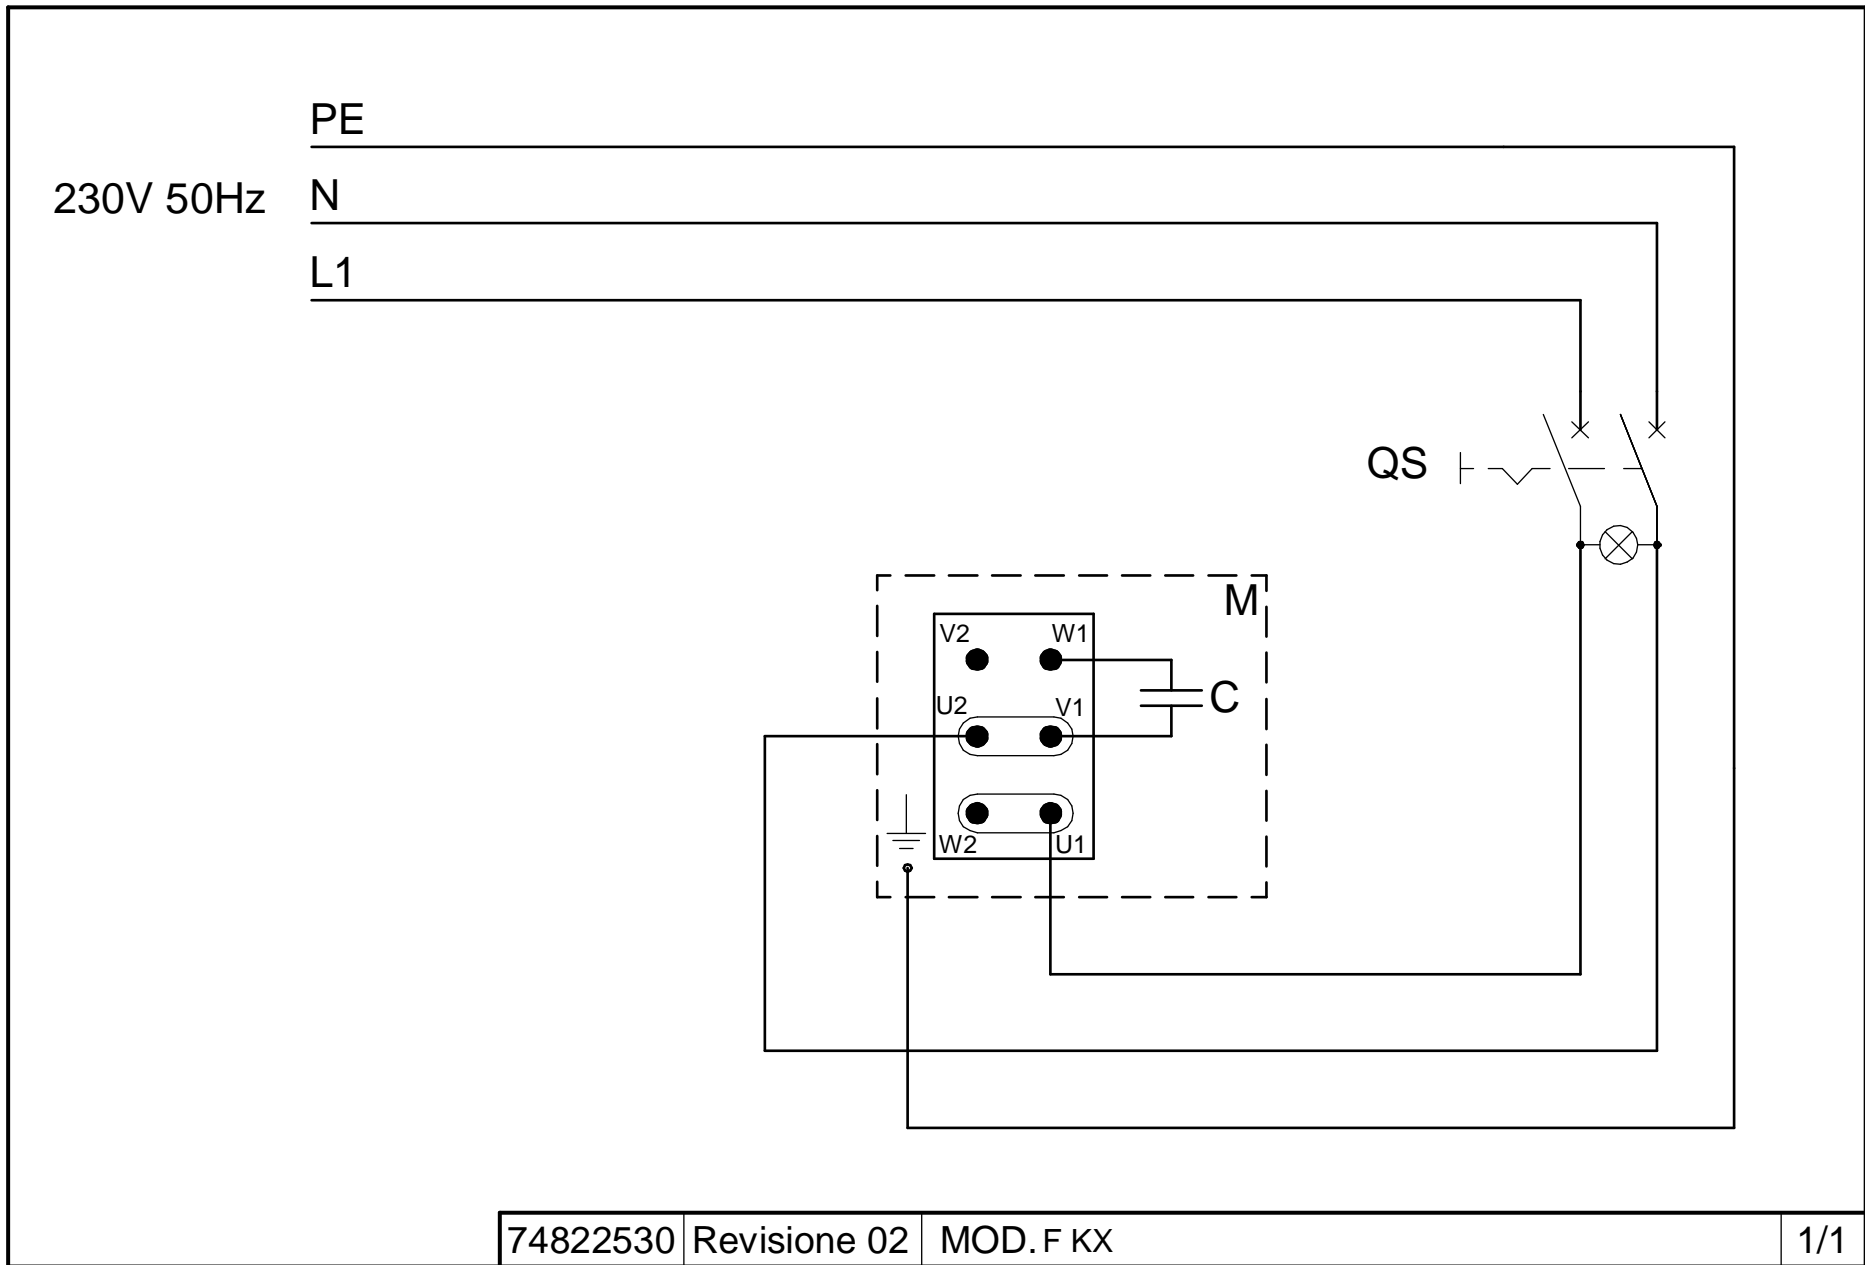 PE
230V 50Hz
N
L1
QS
M
V2
W1
C
U2
V1
W2
U1
74822530 Revisione 02 MOD. F KX 1/1